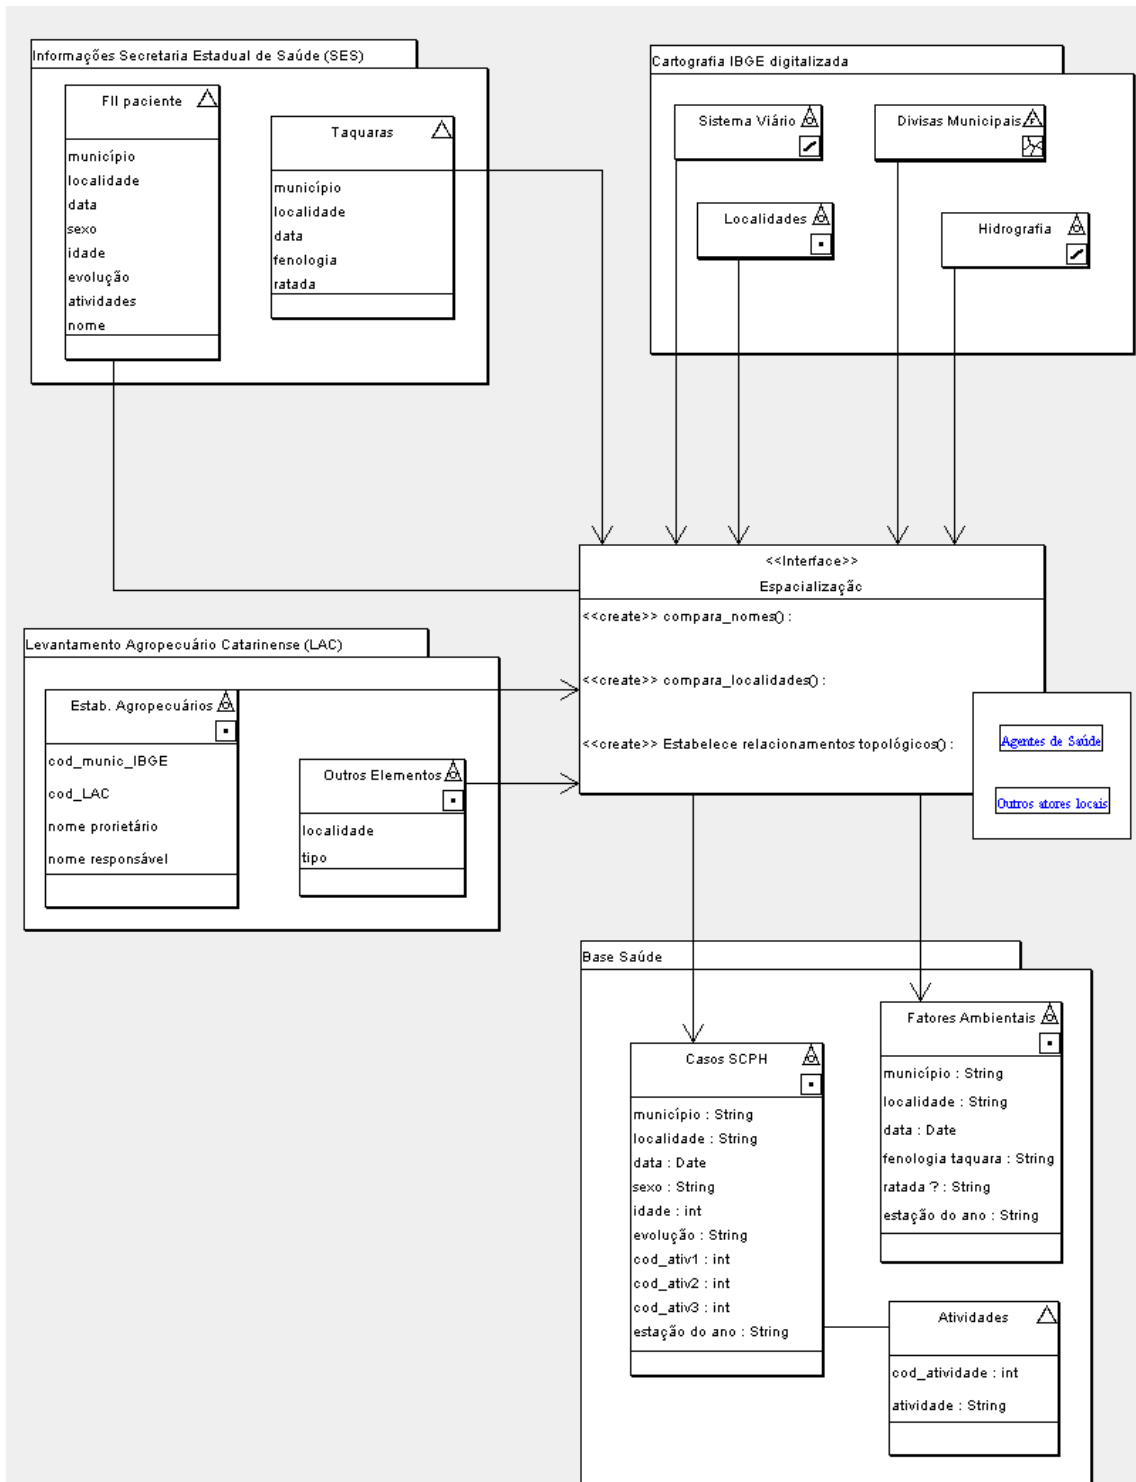 Informações Secretaria Estadual de Saúde (SES)
FII paciente
município
localidade
data
sexo
idade
evolução
atividades
nome
Taquaras
município
localidade
data
fenologia
ratada
Cartografia IBGE digitalizada
Sistema Viário
Divisas Municipais
F
Localidades
Hidrografia
<<Interface>>
Espacializaçãc
<<create>> compara_nomes() :
<<create>> compara_localidades() :
<<create>> Estabelece relacionamentos topológicos() :
Agentes de Saúde
Outros atores locais
Levantamento Agropecuário Catarinense (LAC)
Estab. Agropecuários
cod_munic_IBGE
cod_LAC
nome prorietário
nome responsável
Outros Elementos
localidade
tipo
Base Saúde
Casos SCPH
município : String
localidade : String
data : Date
sexo : String
idade : int
evolução : String
cod_ativ1 : int
cod_ativ2 : int
cod_ativ3 : int
estação do ano : String
Fatores Ambientais
município : String
localidade : String
data : Date
fenologia taquara : String
ratada ? : String
estação do ano : String
Atividades
cod_atividade : int
atividade : String